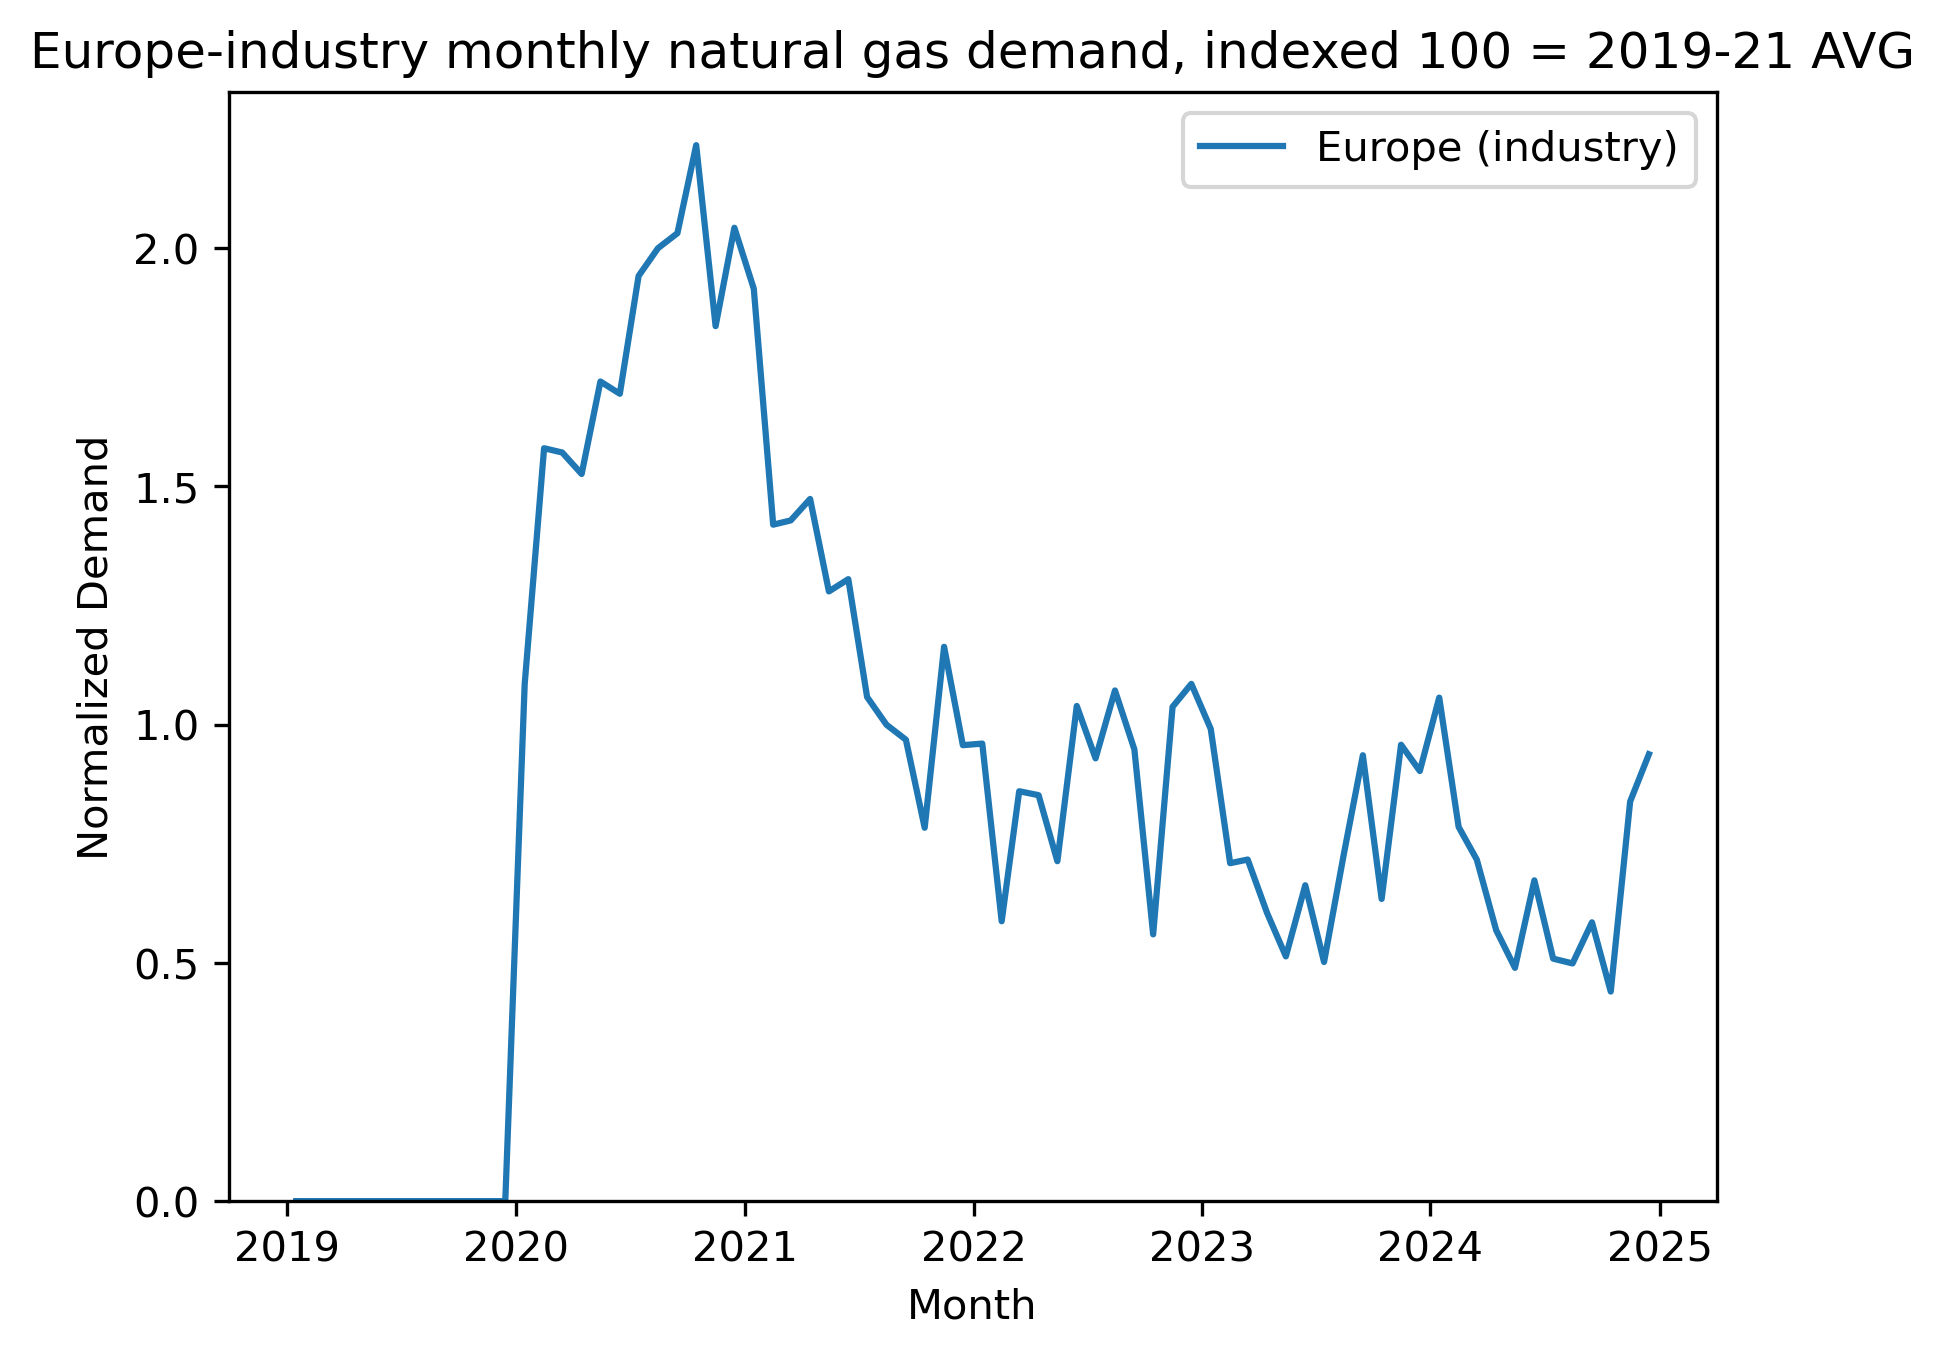 Europe-industry monthly natural gas demand, indexed 100 = 2019-21 AVG
Europe (industry)
Normalized Demand
2.0
1.5
1.0
0.5
0.0
2019 2020 2021 2022 2023 2024 2025
Month